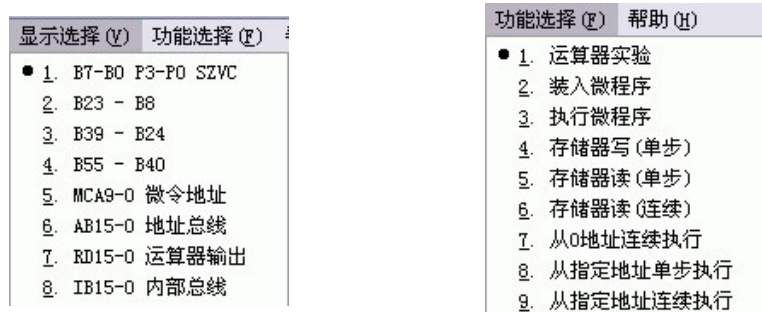 显示选择(V) 功能选择(F)
● 1. B7-B0 P3-P0 SZVC
2. B23 - B8
3. B39 - B24
4. B55 - B40
5. MCA9-0 微令地址
6. AB15-0 地址总线
7. RD15-0 运算器输出
8. IB15-0 内部总线
功能选择(F) 帮助(H)
● 1. 运算器实验
2. 装入微程序
3. 执行微程序
4. 存储器写(单步)
5. 存储器读(单步)
6. 存储器读(连续)
7. 从0地址连续执行
8. 从指定地址单步执行
9. 从指定地址连续执行